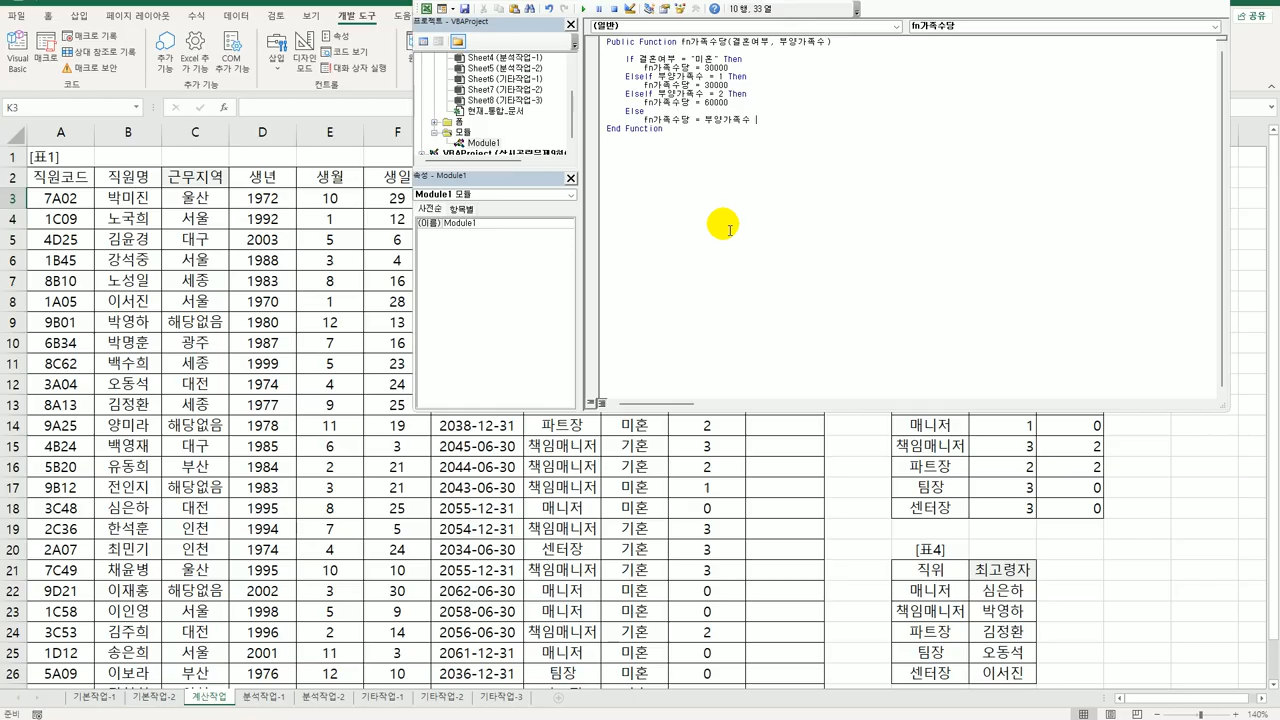 파일 홈 삽입 페이지 레이아웃 수식 데이터
개발 도구
공유
Visual Basic
매크로
매크로 기록
상대 참조로 기록
매크로 보안
코드
추가 기능
Excel 추가 기능
COM 추가 기능
추가 기능
삽입
디자인 모드
속성
코드 보기
대화 상자 실행
컨트롤
10 행, 33 열
프로젝트 - VBAProject
Sheet4 (분석작업-1)
Sheet5 (분석작업-2)
Sheet6 (기타작업-1)
Sheet7 (기타작업-2)
Sheet8 (기타작업-3)
현재_통합_문서
폼
모듈
Module1
속성 - Module1
Module1 모듈
사전순 항목별
(이름) Module1
(일반)
fn가족수당
Public Function fn가족수당(결혼여부, 부양가족수)
If 결혼여부 = "미혼" Then
fn가족수당 = 30000
ElseIf 부양가족수 = 1 Then
fn가족수당 = 30000
ElseIf 부양가족수 = 2 Then
fn가족수당 = 60000
Else
fn가족수당 = 부양가족수
End Function
K3
fx
A B C D E F
1 [표1]
2 직원코드 직원명 근무지역 생년 생월 생일
3 7A02 박미진 울산 1972 10 29
4 1C09 노국희 서울 1992 1 12
5 4D25 김윤경 대구 2003 5 6
6 1B45 강석중 서울 1988 3 4
7 8B10 노성일 세종 1983 8 16
8 1A05 이서진 서울 1970 1 28
9 9B01 박영하 해당없음 1980 12 13
10 6B34 박명훈 광주 1987 7 16
11 8C62 백수희 세종 1999 5 23
12 3A04 오동석 대전 1974 4 24
13 8A13 김정환 세종 1977 9 25
14 9A25 양미라 해당없음 1978 11 19 2038-12-31 파트장 미혼 2 매니저 1 0
15 4B24 백영재 대구 1985 6 3 2045-06-30 책임매니저 기혼 3 책임매니저 3 2
16 5B20 유동희 부산 1984 2 21 2044-06-30 책임매니저 기혼 2 파트장 2 2
17 9B12 전인지 해당없음 1983 3 21 2043-06-30 책임매니저 미혼 1 팀장 3 0
18 3C48 심은하 대전 1995 8 25 2055-12-31 매니저 미혼 0 센터장 3 0
19 2C36 한석훈 인천 1994 7 5 2054-12-31 책임매니저 기혼 3
20 2A07 최민기 인천 1974 4 24 2034-06-30 센터장 기혼 3 [표4]
21 7C49 채윤병 울산 1995 10 10 2055-12-31 책임매니저 기혼 3 직위 최고령자
22 9D21 이재홍 해당없음 2002 3 30 2062-06-30 매니저 미혼 0 매니저 심은하
23 1C58 이인영 서울 1998 5 9 2058-06-30 매니저 미혼 0 책임매니저 박영하
24 3C53 김주희 대전 1996 2 14 2056-06-30 책임매니저 기혼 2 파트장 김정환
25 1D12 송은희 서울 2001 11 3 2061-12-31 매니저 미혼 0 팀장 오동석
26 5A09 이보라 부산 1976 12 10 2036-12-31 팀장 미혼 0 센터장 이서진
기본작업-1 기본작업-2 계산작업 분석작업-1 분석작업-2 기타작업-1 기타작업-2 기타작업-3
준비
140%